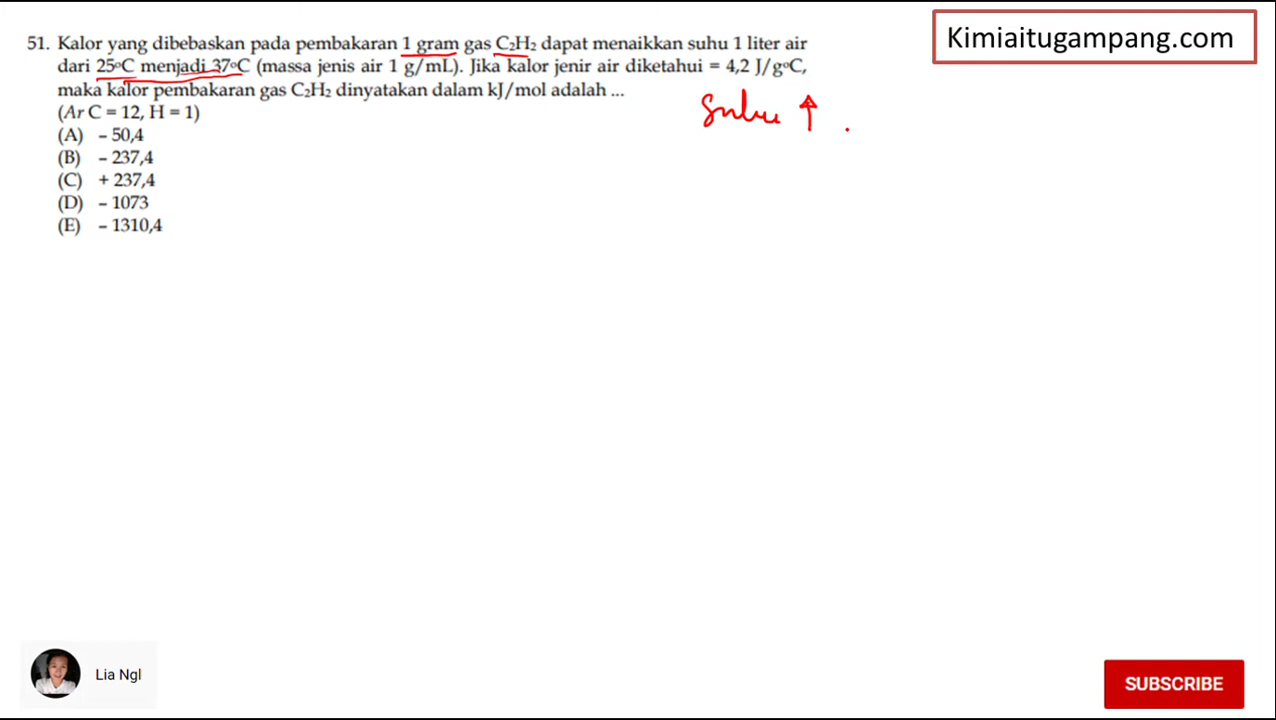 Kimiaitugampang.com
51. Kalor yang dibebaskan pada pembakaran 1 gram gas C₂H₂ dapat menaikkan suhu 1 liter air
dari 25°C menjadi 37°C (massa jenis air 1 g/mL). Jika kalor jenir air diketahui = 4,2 J/g°C,
maka kalor pembakaran gas C₂H₂ dinyatakan dalam kJ/mol adalah ...
(Ar C = 12, H = 1)
(A) – 50,4
(B) – 237,4
(C) + 237,4
(D) – 1073
(E) – 1310,4
Suhu ↑ .
Lia Ngl
SUBSCRIBE